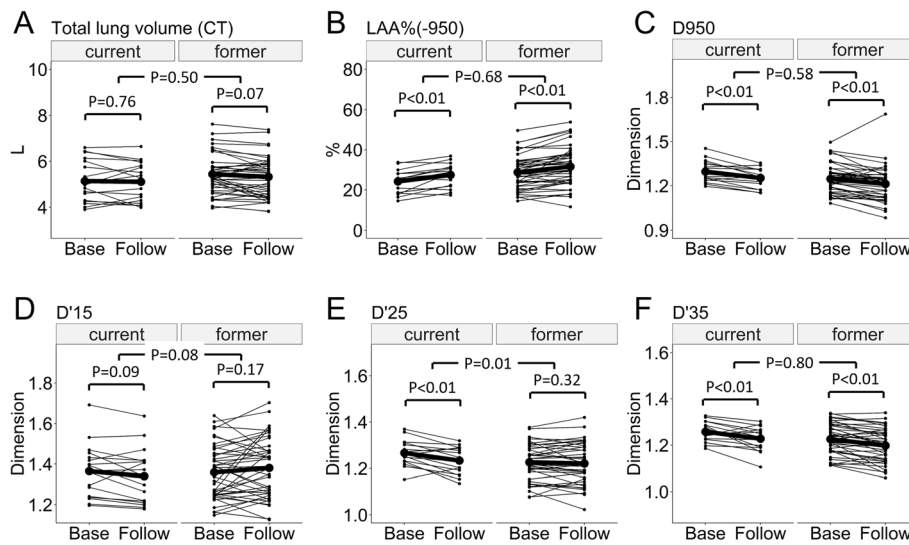 A Total lung volume (CT)
current former
P=0.50
P=0.76 P=0.07
10
8
6
4
L
Base Follow Base Follow
B LAA%(-950)
current former
P=0.68
P<0.01 P<0.01
80
60
40
20
0
%
Base Follow Base Follow
C D950
current former
P=0.58
P<0.01 P<0.01
1.8
1.5
1.2
0.9
Dimension
Base Follow Base Follow
D D'15
current former
P=0.08
P=0.09 P=0.17
1.8
1.6
1.4
1.2
Dimension
Base Follow Base Follow
E D'25
current former
P=0.01
P<0.01 P=0.32
1.6
1.4
1.2
1.0
Dimension
Base Follow Base Follow
F D'35
current former
P=0.80
P<0.01 P<0.01
1.6
1.4
1.2
1.0
Dimension
Base Follow Base Follow